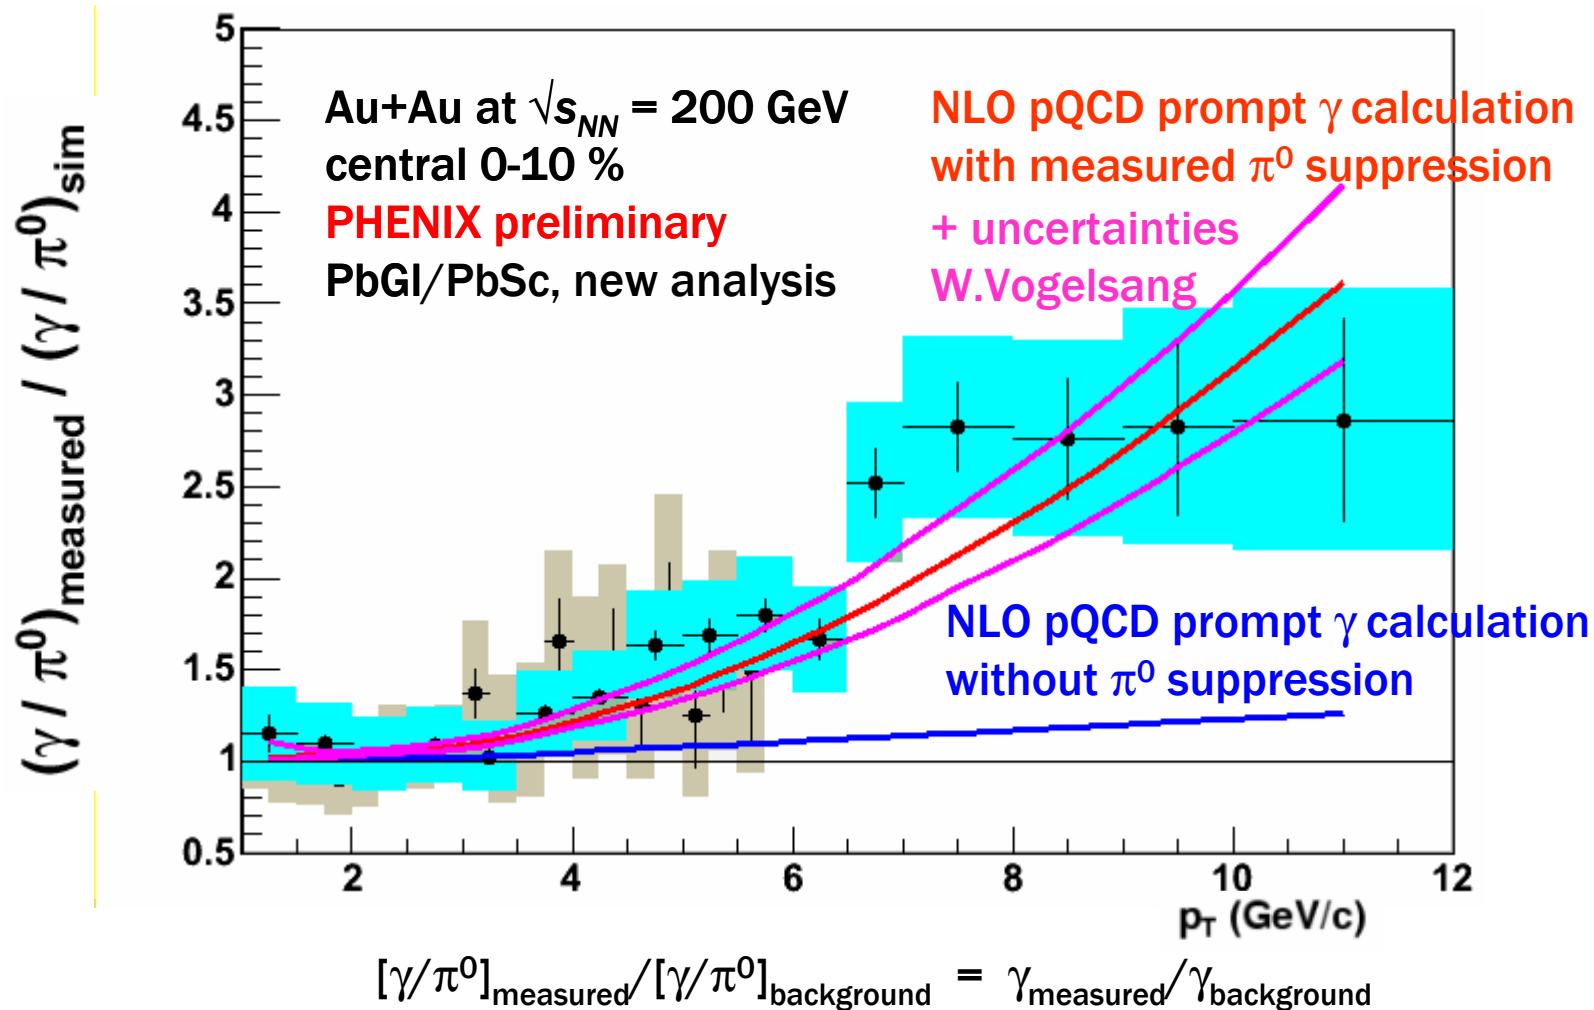 5
4.5
4
3.5
3
2.5
2
1.5
1
0.5
(γ / π⁰)measured / (γ / π⁰)sim
Au+Au at √sNN = 200 GeV
central 0-10 %
PHENIX preliminary
PbGl/PbSc, new analysis
NLO pQCD prompt γ calculation
with measured π⁰ suppression
+ uncertainties
W.Vogelsang
NLO pQCD prompt γ calculation
without π⁰ suppression
2 4 6 8 10 12
pT (GeV/c)
[γ/π⁰]measured/[γ/π⁰]background = γmeasured/γbackground